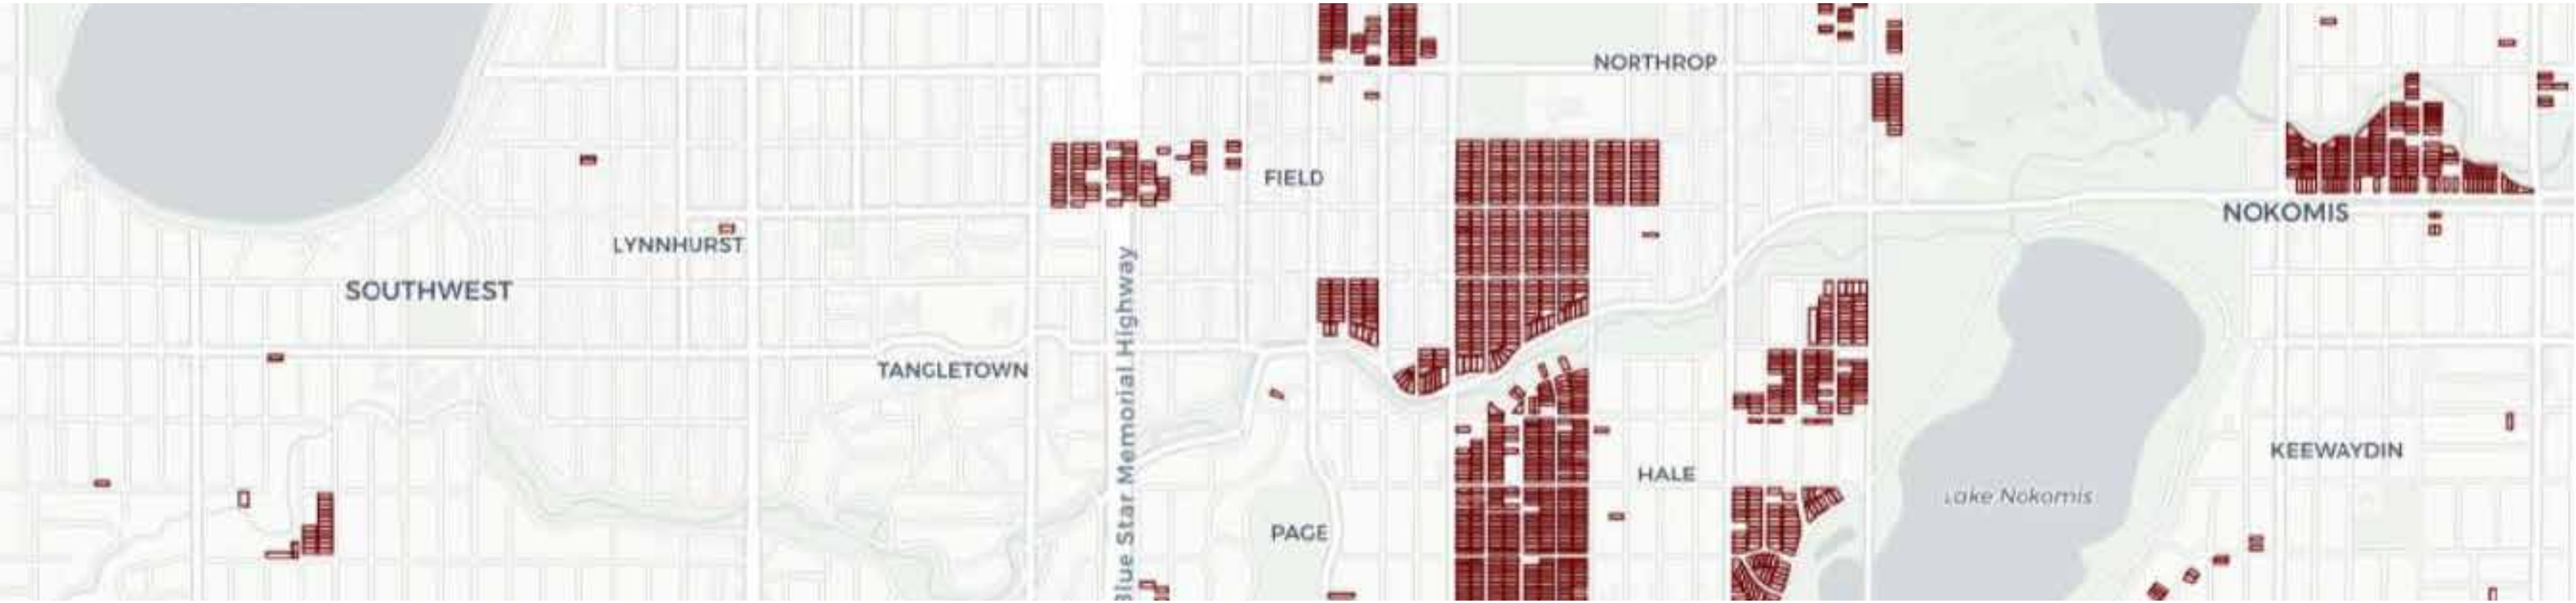 NORTHROP
FIELD
NOKOMIS
LYNNHURST
SOUTHWEST
Blue Star Memorial Highway
TANGLETOWN
KEEWAYDIN
HALE
Lake Nokomis
PAGE